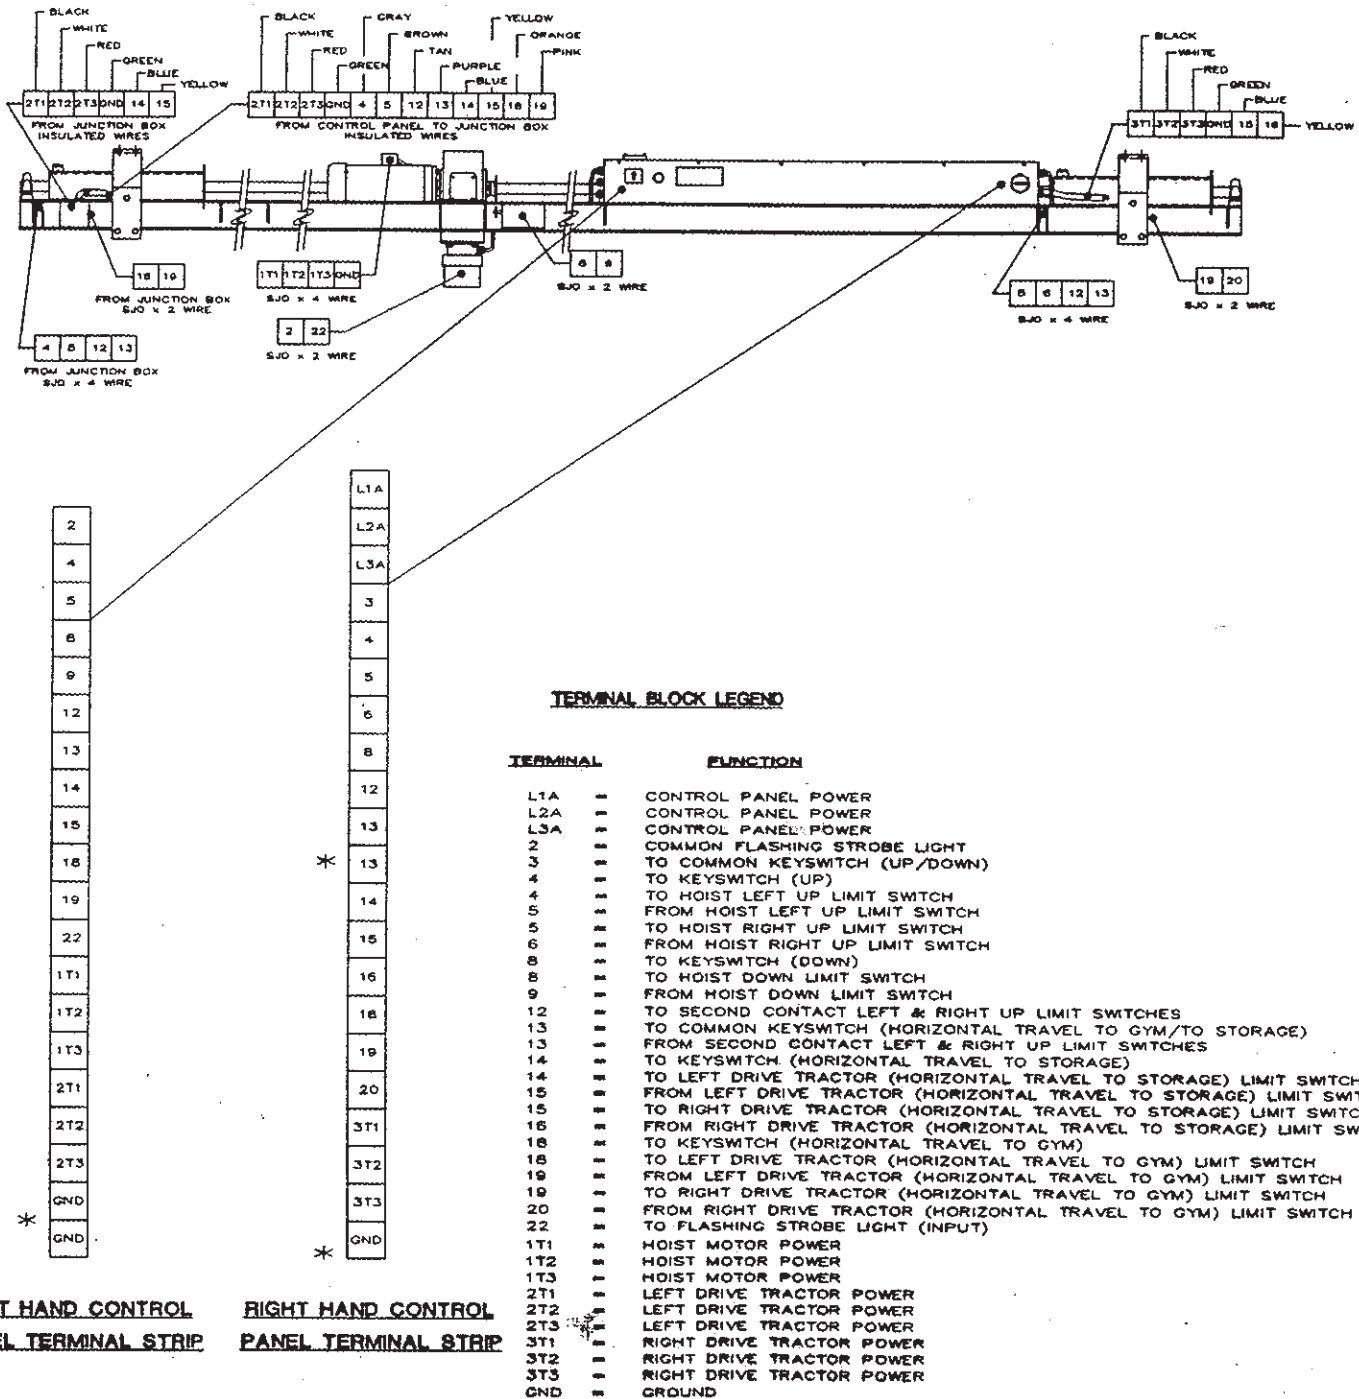 BLACK
WHITE
RED
GREEN
BLUE
YELLOW
2T1 2T2 2T3 GND 14 15
FROM JUNCTION BOX
INSULATED WIRES
BLACK
WHITE
RED
GREEN
GRAY
BROWN
TAN
PURPLE
BLUE
YELLOW
ORANGE
PINK
2T1 2T2 2T3 GND 4 5 12 13 14 15 18 19
FROM CONTROL PANEL TO JUNCTION BOX
INSULATED WIRES
BLACK
WHITE
RED
GREEN
BLUE
YELLOW
3T1 3T2 3T3 GND 15 16
18 19
FROM JUNCTION BOX
SJO x 2 WIRE
4 5 12 13
FROM JUNCTION BOX
SJO x 4 WIRE
1T1 1T2 1T3 GND
SJO x 4 WIRE
2 22
SJO x 2 WIRE
8 9
SJO x 2 WIRE
5 6 12 13
SJO x 4 WIRE
19 20
SJO x 2 WIRE
2
4
5
8
9
12
13
14
15
18
19
22
1T1
1T2
1T3
2T1
2T2
2T3
GND
* GND
T HAND CONTROL
EL TERMINAL STRIP
L1A
L2A
L3A
3
4
5
6
8
12
13
* 13
14
15
16
18
19
20
3T1
3T2
3T3
* GND
RIGHT HAND CONTROL
PANEL TERMINAL STRIP
TERMINAL BLOCK LEGEND
TERMINAL FUNCTION
L1A = CONTROL PANEL POWER
L2A = CONTROL PANEL POWER
L3A = CONTROL PANEL POWER
2 = COMMON FLASHING STROBE LIGHT
3 = TO COMMON KEYSWITCH (UP/DOWN)
4 = TO KEYSWITCH (UP)
4 = TO HOIST LEFT UP LIMIT SWITCH
5 = FROM HOIST LEFT UP LIMIT SWITCH
5 = TO HOIST RIGHT UP LIMIT SWITCH
6 = FROM HOIST RIGHT UP LIMIT SWITCH
8 = TO KEYSWITCH (DOWN)
8 = TO HOIST DOWN LIMIT SWITCH
9 = FROM HOIST DOWN LIMIT SWITCH
12 = TO SECOND CONTACT LEFT & RIGHT UP LIMIT SWITCHES
13 = TO COMMON KEYSWITCH (HORIZONTAL TRAVEL TO GYM/TO STORAGE)
13 = FROM SECOND CONTACT LEFT & RIGHT UP LIMIT SWITCHES
14 = TO KEYSWITCH (HORIZONTAL TRAVEL TO STORAGE)
14 = TO LEFT DRIVE TRACTOR (HORIZONTAL TRAVEL TO STORAGE) LIMIT SWITCH
15 = FROM LEFT DRIVE TRACTOR (HORIZONTAL TRAVEL TO STORAGE) LIMIT SWIT
15 = TO RIGHT DRIVE TRACTOR (HORIZONTAL TRAVEL TO STORAGE) LIMIT SWITC
16 = FROM RIGHT DRIVE TRACTOR (HORIZONTAL TRAVEL TO STORAGE) LIMIT SW
18 = TO KEYSWITCH (HORIZONTAL TRAVEL TO GYM)
18 = TO LEFT DRIVE TRACTOR (HORIZONTAL TRAVEL TO GYM) LIMIT SWITCH
19 = FROM LEFT DRIVE TRACTOR (HORIZONTAL TRAVEL TO GYM) LIMIT SWITCH
19 = TO RIGHT DRIVE TRACTOR (HORIZONTAL TRAVEL TO GYM) LIMIT SWITCH
20 = FROM RIGHT DRIVE TRACTOR (HORIZONTAL TRAVEL TO GYM) LIMIT SWITCH
22 = TO FLASHING STROBE LIGHT (INPUT)
1T1 = HOIST MOTOR POWER
1T2 = HOIST MOTOR POWER
1T3 = HOIST MOTOR POWER
2T1 = LEFT DRIVE TRACTOR POWER
2T2 = LEFT DRIVE TRACTOR POWER
2T3 = LEFT DRIVE TRACTOR POWER
3T1 = RIGHT DRIVE TRACTOR POWER
3T2 = RIGHT DRIVE TRACTOR POWER
3T3 = RIGHT DRIVE TRACTOR POWER
GND = GROUND